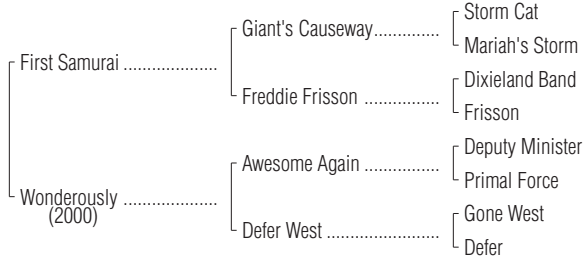 Storm Cat
Giant's Causeway..............
Mariah's Storm
First Samurai ....................
Dixieland Band
Freddie Frisson ................
Frisson
Deputy Minister
Awesome Again ................
Primal Force
Wonderously ....................
(2000)
Gone West
Defer West ........................
Defer